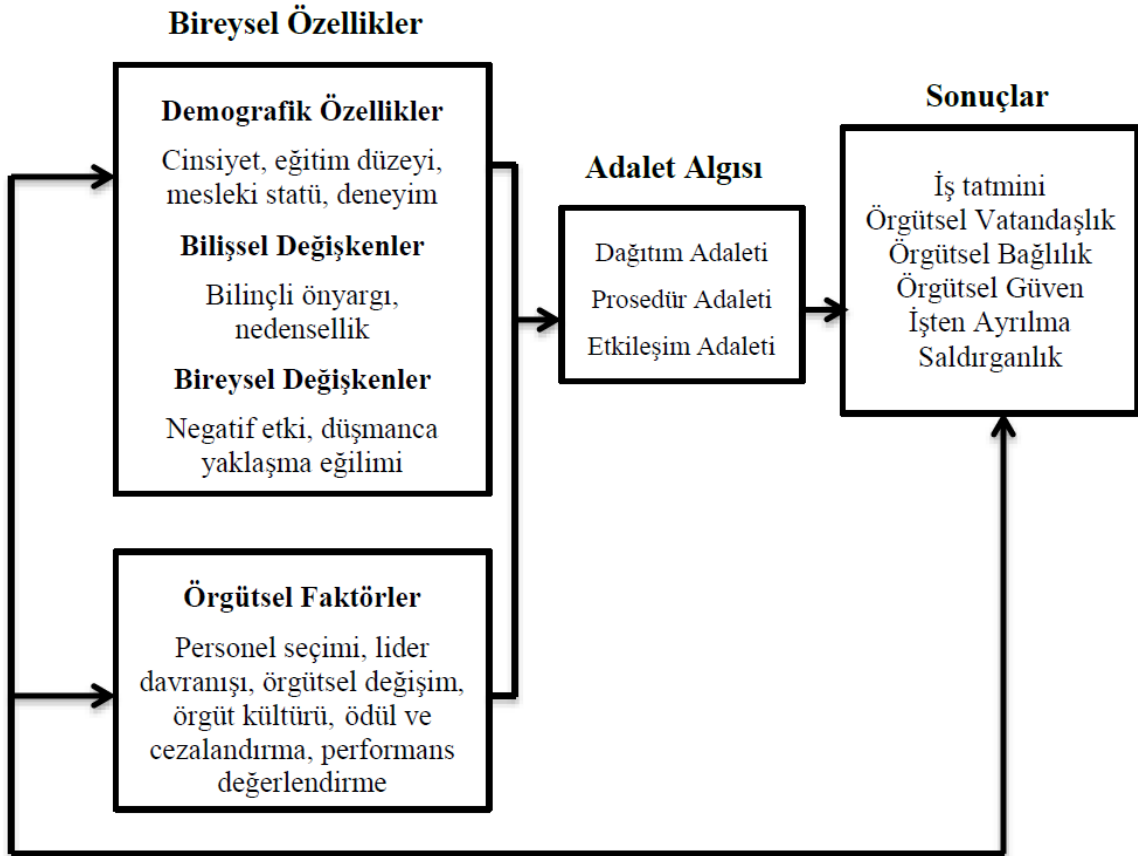 Bireysel Özellikler
Demografik Özellikler
Cinsiyet, eğitim düzeyi,
mesleki statü, deneyim
Bilişsel Değişkenler
Bilinçli önyargı,
nedensellik
Bireysel Değişkenler
Negatif etki, düşmanca
yaklaşma eğilimi
Örgütsel Faktörler
Personel seçimi, lider
davranışı, örgütsel değişim,
örgüt kültürü, ödül ve
cezalandırma, performans
değerlendirme
Adalet Algısı
Dağıtım Adaleti
Prosedür Adaleti
Etkileşim Adaleti
Sonuçlar
İş tatmini
Örgütsel Vatandaşlık
Örgütsel Bağlılık
Örgütsel Güven
İşten Ayrılma
Saldırganlık